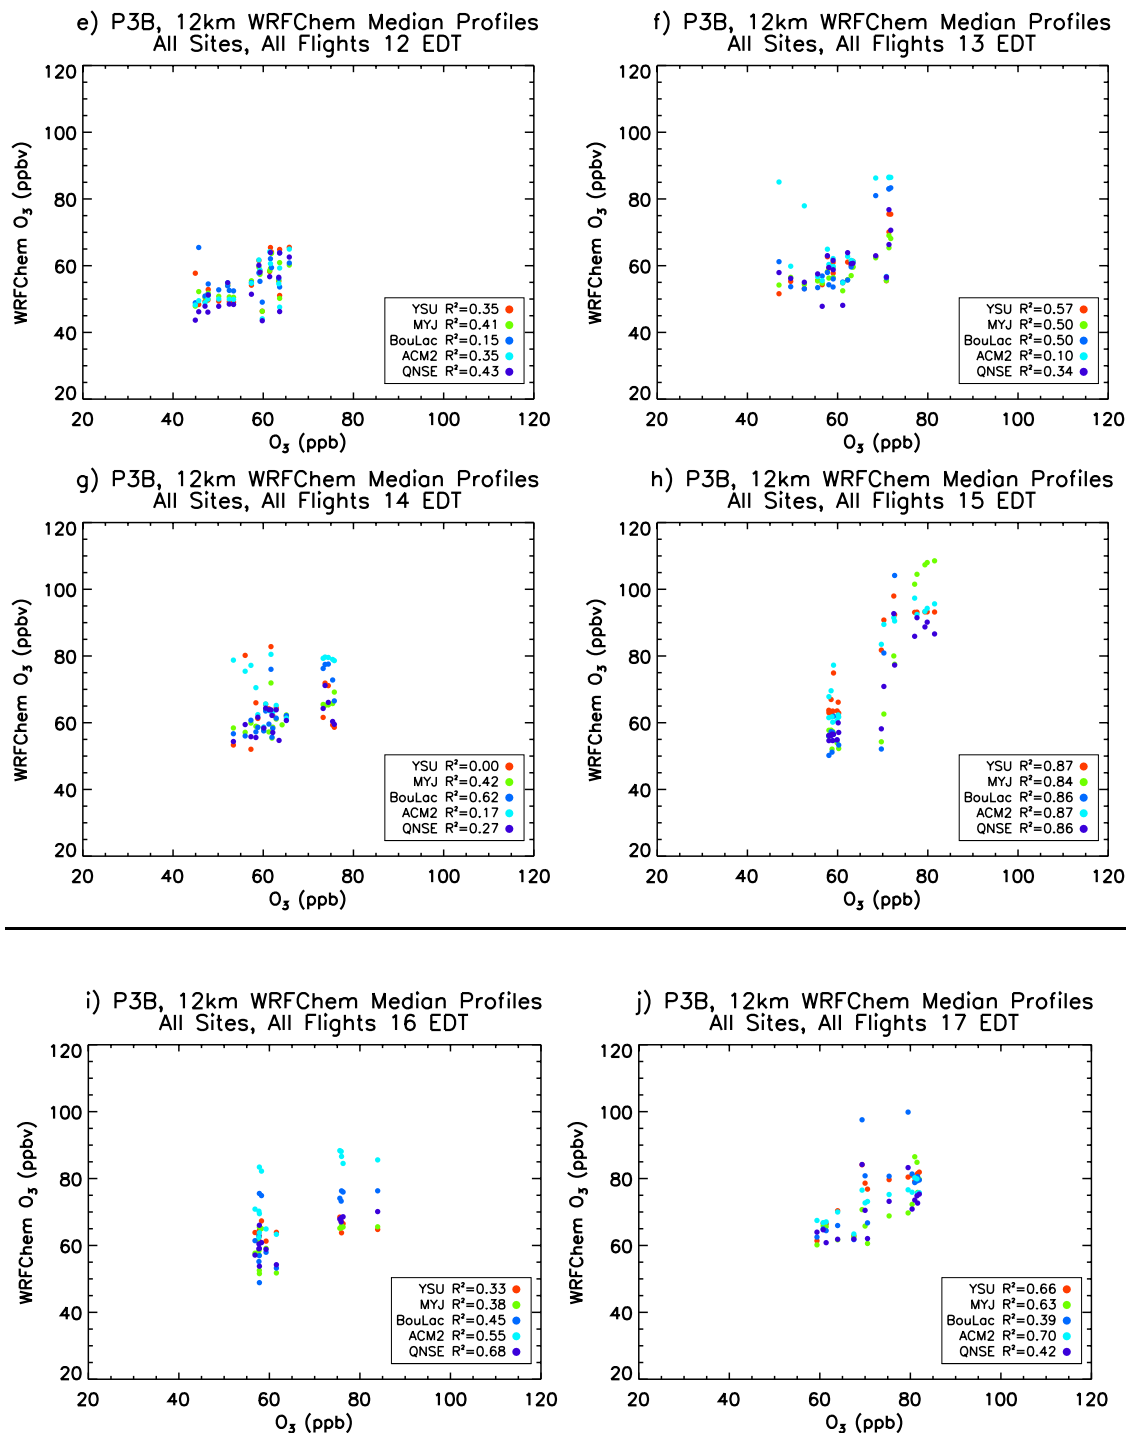 e) P3B, 12km WRFChem Median Profiles
All Sites, All Flights 12 EDT
120
100
80
60
40
20
WRFChem O₃ (ppbv)
YSU R²=0.35
MYJ R²=0.41
BouLac R²=0.15
ACM2 R²=0.35
QNSE R²=0.43
20 40 60 80 100 120
O₃ (ppb)
f) P3B, 12km WRFChem Median Profiles
All Sites, All Flights 13 EDT
120
100
80
60
40
20
WRFChem O₃ (ppbv)
YSU R²=0.57
MYJ R²=0.50
BouLac R²=0.50
ACM2 R²=0.10
QNSE R²=0.34
20 40 60 80 100 120
O₃ (ppb)
g) P3B, 12km WRFChem Median Profiles
All Sites, All Flights 14 EDT
120
100
80
60
40
20
WRFChem O₃ (ppbv)
YSU R²=0.00
MYJ R²=0.42
BouLac R²=0.62
ACM2 R²=0.17
QNSE R²=0.27
20 40 60 80 100 120
O₃ (ppb)
h) P3B, 12km WRFChem Median Profiles
All Sites, All Flights 15 EDT
120
100
80
60
40
20
WRFChem O₃ (ppbv)
YSU R²=0.87
MYJ R²=0.84
BouLac R²=0.86
ACM2 R²=0.87
QNSE R²=0.86
20 40 60 80 100 120
O₃ (ppb)
i) P3B, 12km WRFChem Median Profiles
All Sites, All Flights 16 EDT
120
100
80
60
40
20
WRFChem O₃ (ppbv)
YSU R²=0.33
MYJ R²=0.38
BouLac R²=0.45
ACM2 R²=0.55
QNSE R²=0.68
20 40 60 80 100 120
O₃ (ppb)
j) P3B, 12km WRFChem Median Profiles
All Sites, All Flights 17 EDT
120
100
80
60
40
20
WRFChem O₃ (ppbv)
YSU R²=0.66
MYJ R²=0.63
BouLac R²=0.39
ACM2 R²=0.70
QNSE R²=0.42
20 40 60 80 100 120
O₃ (ppb)